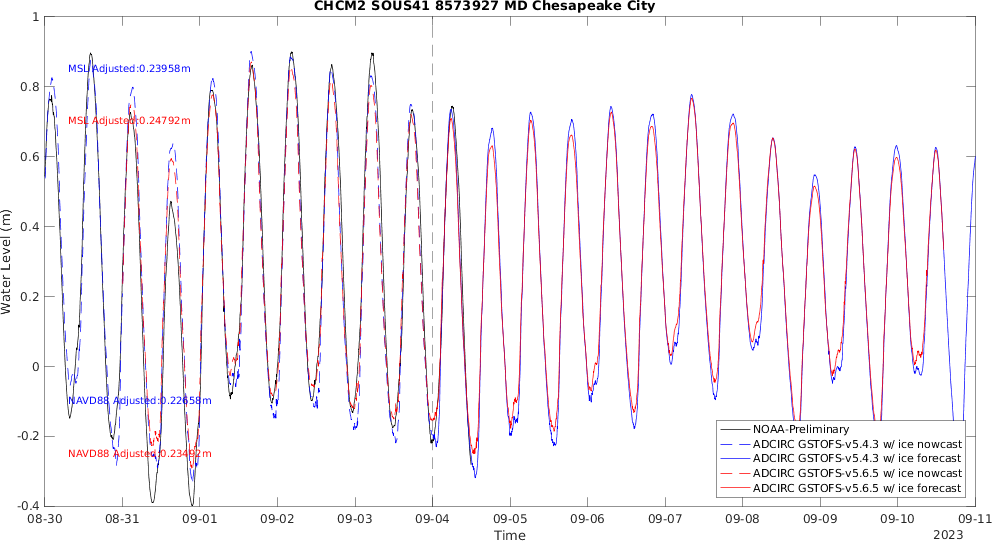 CHCM2 SOUS41 8573927 MD Chesapeake City
1
0.8
0.6
0.4
0.2
0
-0.2
-0.4
Water Level (m)
MSL Adjusted:0.23958m
MSL Adjusted:0.24792m
NAVD88 Adjusted:0.22658m
NAVD88 Adjusted:0.23492m
NOAA-Preliminary
ADCIRC GSTOFS-v5.4.3 w/ ice nowcast
ADCIRC GSTOFS-v5.4.3 w/ ice forecast
ADCIRC GSTOFS-v5.6.5 w/ ice nowcast
ADCIRC GSTOFS-v5.6.5 w/ ice forecast
08-30 08-31 09-01 09-02 09-03 09-04 09-05 09-06 09-07 09-08 09-09 09-10 09-11
Time
2023